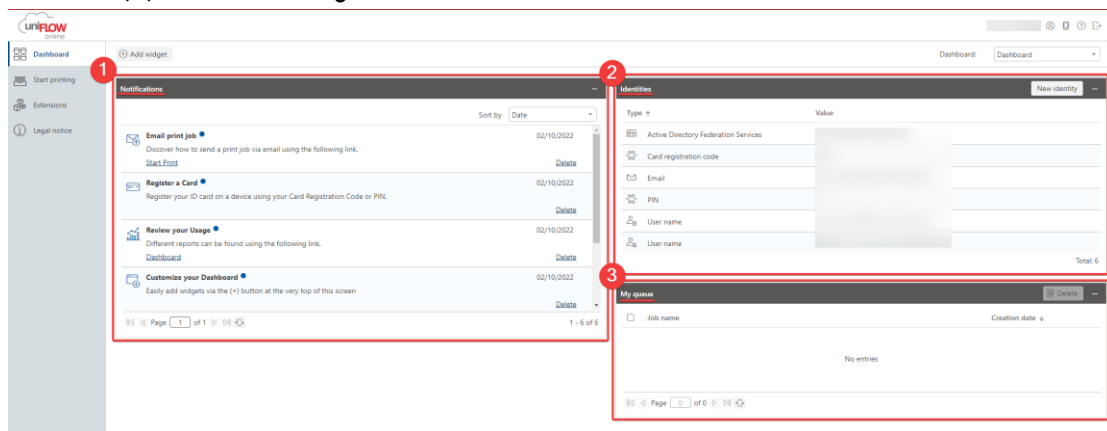 uniFLOW
online
Dashboard
Add widget
Dashboard:
Dashboard
Start printing
Extensions
Legal notice
1
Notifications
Sort by
Date
Email print job
02/10/2022
Discover how to send a print job via email using the following link.
Start Print
Delete
Register a Card
02/10/2022
Register your ID card on a device using your Card Registration Code or PIN.
Delete
Review your Usage
02/10/2022
Different reports can be found using the following link.
Dashboard
Delete
Customize your Dashboard
02/10/2022
Easily add widgets via the (+) button at the very top of this screen
Delete
Page 1 of 1
1 - 6 of 6
2
Identities
New identity
Type
Value
Active Directory Federation Services
Card registration code
Email
PIN
User name
User name
Total: 6
3
My queue
Delete
Job name
Creation date
No entries
Page 0 of 0